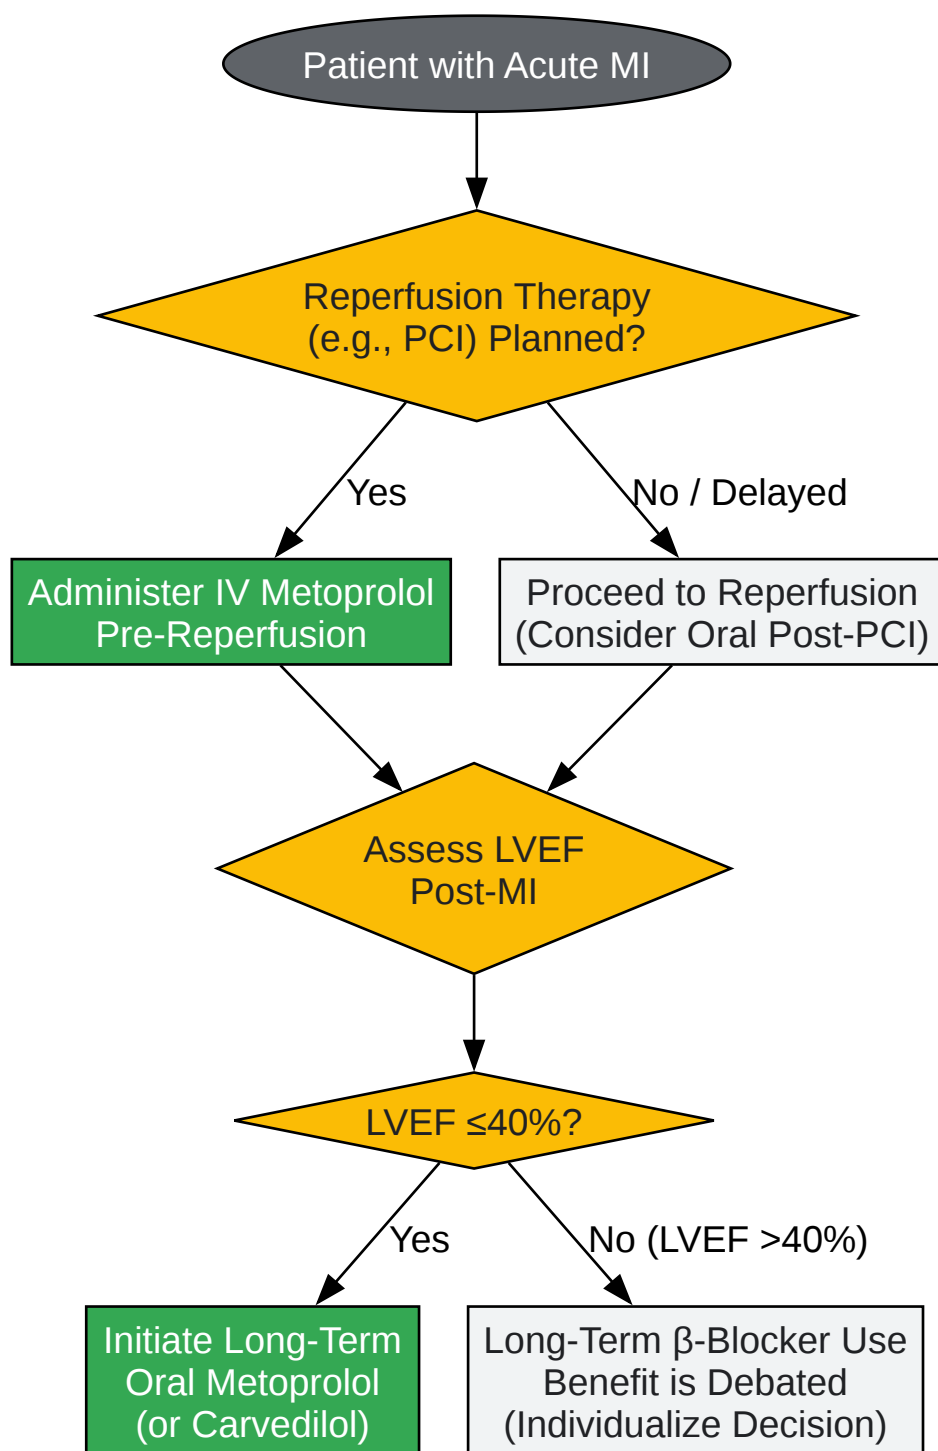 Patient with Acute MI
Reperfusion Therapy
(e.g., PCI) Planned?
Yes
No / Delayed
Administer IV Metoprolol
Pre-Reperfusion
Proceed to Reperfusion
(Consider Oral Post-PCI)
Assess LVEF
Post-MI
LVEF ≤40%?
Yes
No (LVEF >40%)
Initiate Long-Term
Oral Metoprolol
(or Carvedilol)
Long-Term β-Blocker Use
Benefit is Debated
(Individualize Decision)